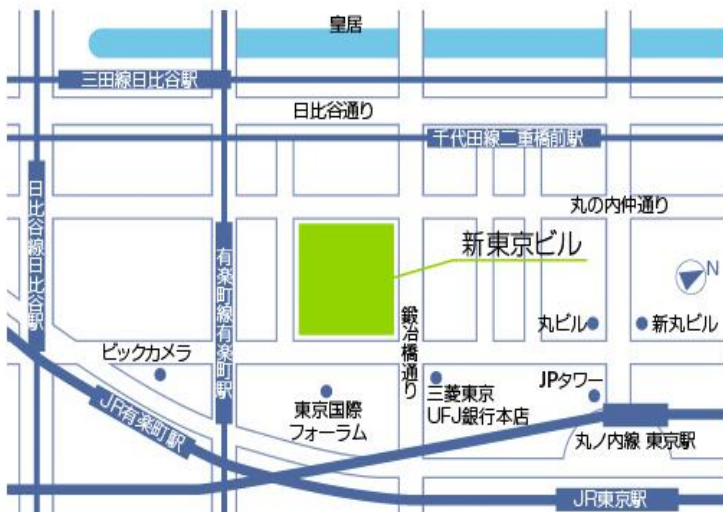 皇居
三田線日比谷駅
日比谷通り
千代田線二重橋前駅
日比谷線日比谷駅
丸の内仲通り
有楽町線有楽町駅
新東京ビル
N
鍛冶橋通り
丸ビル
新丸ビル
ビックカメラ
JR有楽町駅
東京国際
フォーラム
三菱東京
UFJ銀行本店
JPタワー
丸ノ内線 東京駅
JR東京駅